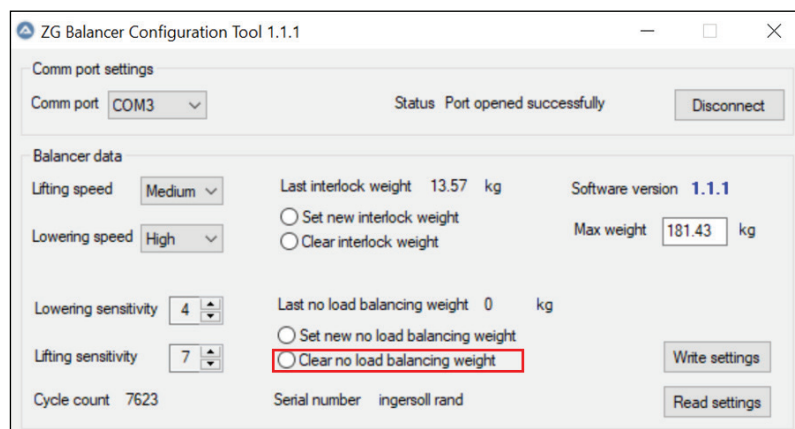 ZG Balancer Configuration Tool 1.1.1
Comm port settings
Comm port COM3 Status Port opened successfully Disconnect
Balancer data
Lifting speed Medium Last interlock weight 13.57 kg Software version 1.1.1
Set new interlock weight
Lowering speed High Clear interlock weight Max weight 181.43 kg
Lowering sensitivity 4 Last no load balancing weight 0 kg
Set new no load balancing weight
Lifting sensitivity 7 Clear no load balancing weight Write settings
Cycle count 7623 Serial number ingersoll rand Read settings